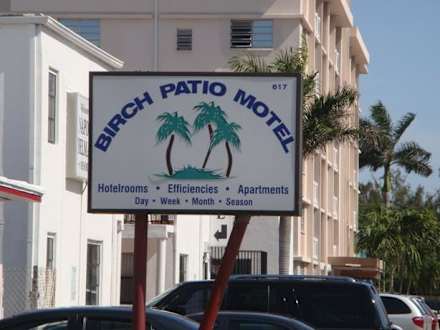 617
BIRCH PATIO MOTEL
Hotelrooms • Efficiencies • Apartments
Day • Week • Month • Season